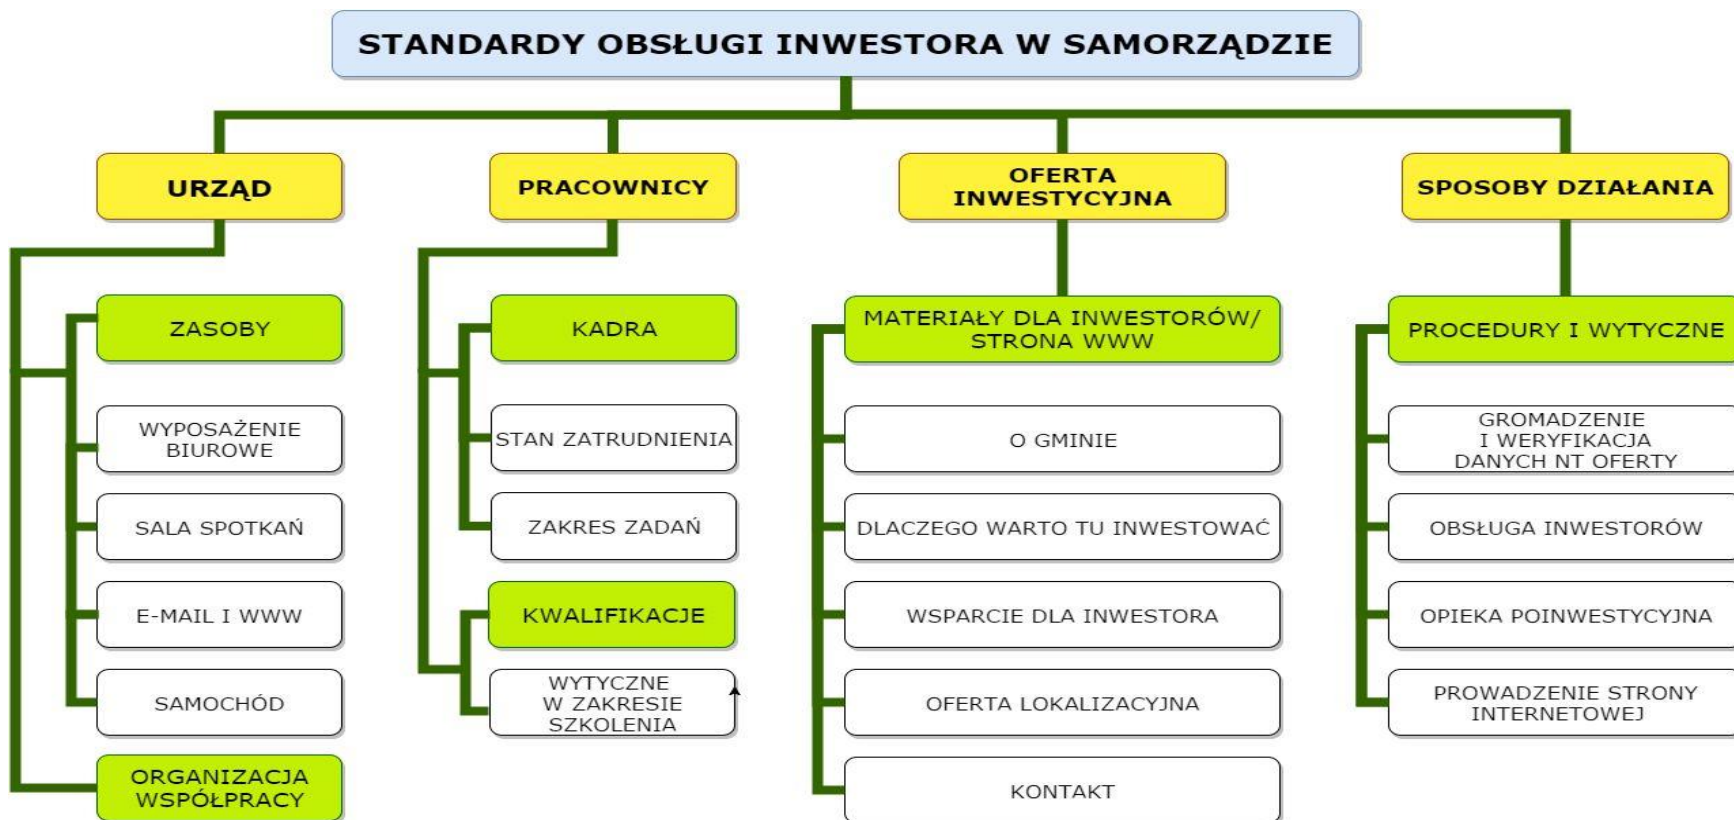 STANDARDY OBSŁUGI INWESTORA W SAMORZĄDZIE
URZĄD
ZASOBY
WYPOSAŻENIE
BIUROWE
SALA SPOTKAŃ
E-MAIL I WWW
SAMOCHÓD
ORGANIZACJA
WSPÓŁPRACY
PRACOWNICY
KADRA
STAN ZATRUDNIENIA
ZAKRES ZADAŃ
KWALIFIKACJE
WYTYCZNE
W ZAKRESIE
SZKOLENIA
OFERTA
INWESTYCYJNA
MATERIAŁY DLA INWESTORÓW/
STRONA WWW
O GMINIE
DLACZEGO WARTO TU INWESTOWAĆ
WSPARCIE DLA INWESTORA
OFERTA LOKALIZACYJNA
KONTAKT
SPOSOBY DZIAŁANIA
PROCEDURY I WYTYCZNE
GROMADZENIE
I WERYFIKACJA
DANYCH NT OFERTY
OBSŁUGA INWESTORÓW
OPIEKA POINWESTYCYJNA
PROWADZENIE STRONY
INTERNETOWEJ